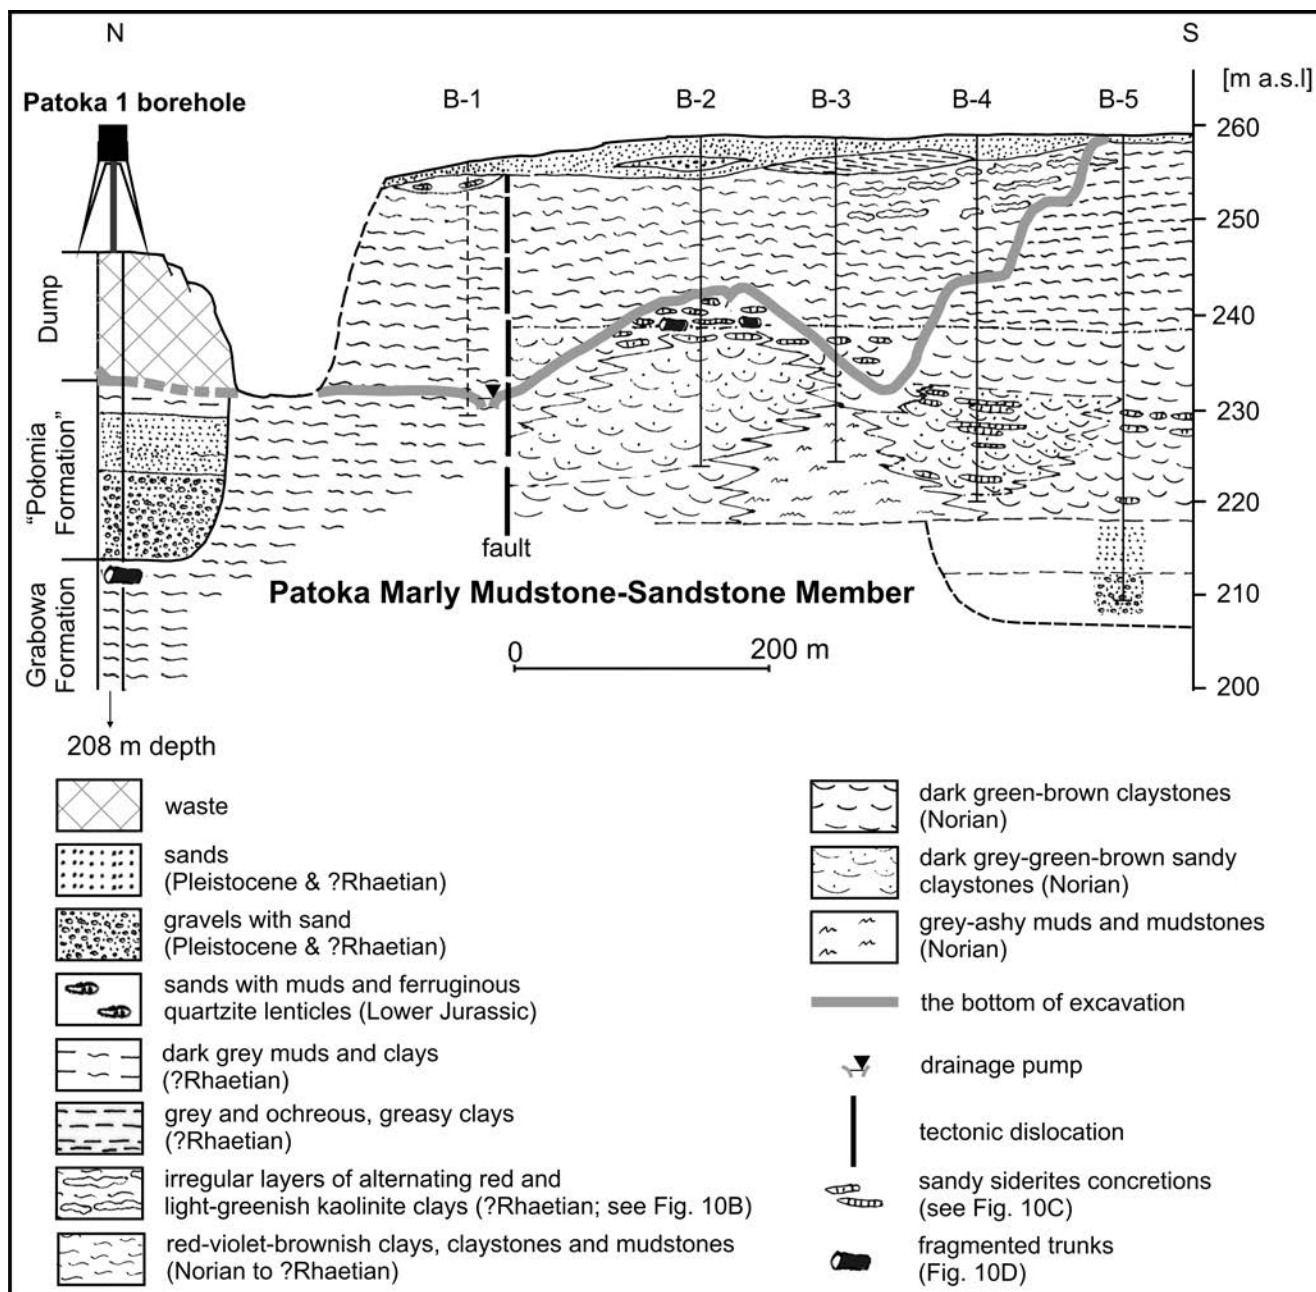 N
S
[m a.s.l]
Patoka 1 borehole
B-1
B-2
B-3
B-4
B-5
260
250
240
230
220
210
200
Dump
“Połomia
Formation”
Grabowa
Formation
fault
Patoka Marly Mudstone-Sandstone Member
0
200 m
208 m depth
waste
sands
(Pleistocene & ?Rhaetian)
gravels with sand
(Pleistocene & ?Rhaetian)
sands with muds and ferruginous
quartzite lenticles (Lower Jurassic)
dark grey muds and clays
(?Rhaetian)
grey and ochreous, greasy clays
(?Rhaetian)
irregular layers of alternating red and
light-greenish kaolinite clays (?Rhaetian; see Fig. 10B)
red-violet-brownish clays, claystones and mudstones
(Norian to ?Rhaetian)
dark green-brown claystones
(Norian)
dark grey-green-brown sandy
claystones (Norian)
grey-ashy muds and mudstones
(Norian)
the bottom of excavation
drainage pump
tectonic dislocation
sandy siderites concretions
(see Fig. 10C)
fragmented trunks
(Fig. 10D)